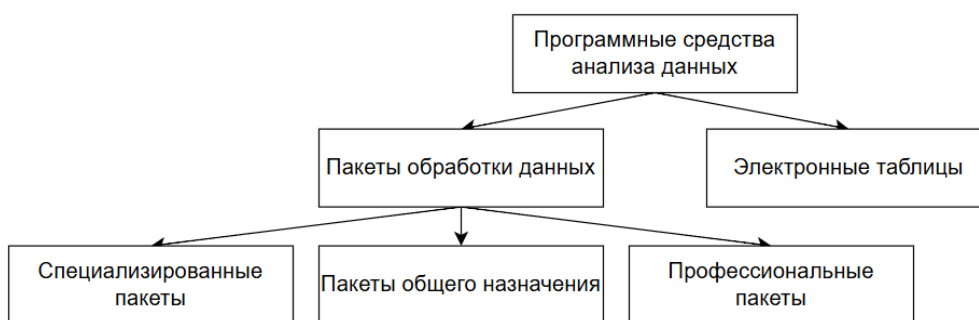 Программные средства
анализа данных
Пакеты обработки данных
Электронные таблицы
Специализированные
пакеты
Пакеты общего назначения
Профессиональные
пакеты